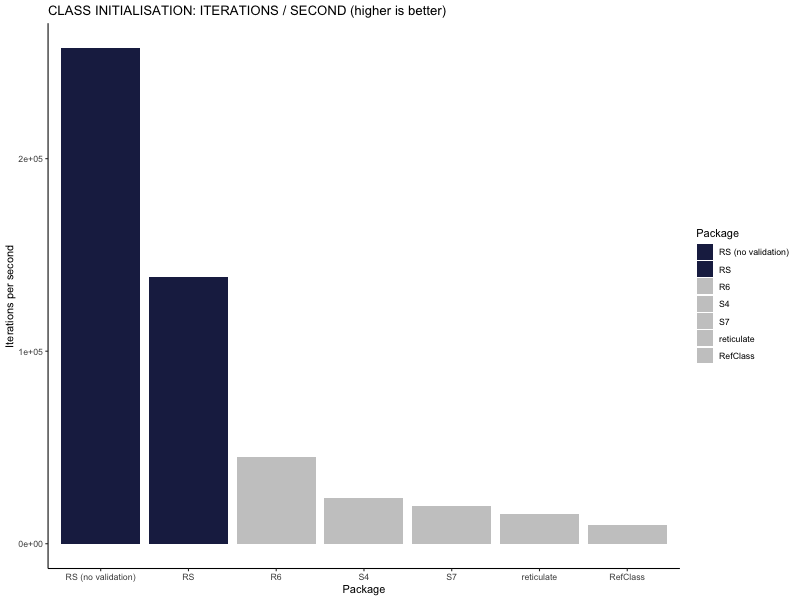 CLASS INITIALISATION: ITERATIONS / SECOND (higher is better)
Iterations per second
2e+05
1e+05
0e+00
RS (no validation)
RS
R6
S4
S7
reticulate
RefClass
Package
Package
RS (no validation)
RS
R6
S4
S7
reticulate
RefClass